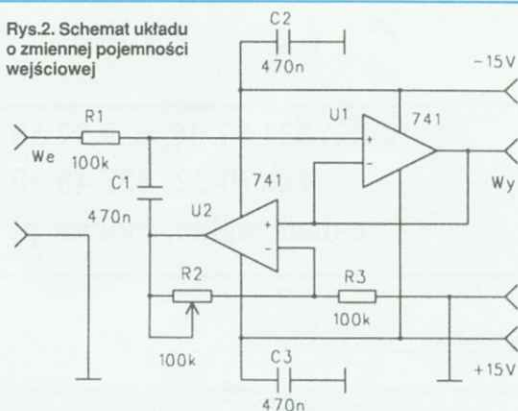 Rys.2. Schemat układu
o zmiennej pojemności
wejściowej
C2
470n
-15V
U1
R1
741
+
-
We
100k
Wy
C1
741
470n
U2
+
-
R2
R3
100k
100k
C3
+15V
470n